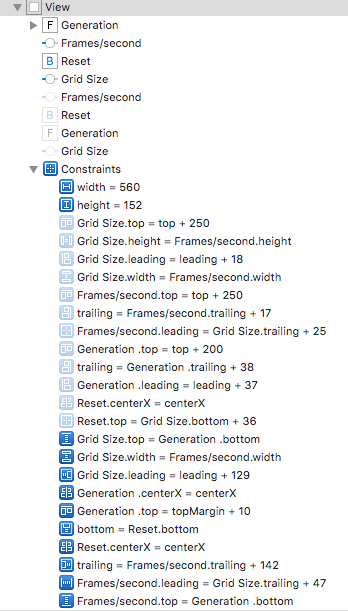 View
F Generation
Frames/second
B Reset
Grid Size
Frames/second
B Reset
F Generation
Grid Size
Constraints
width = 560
height = 152
Grid Size.top = top + 250
Grid Size.height = Frames/second.height
Grid Size.leading = leading + 18
Grid Size.width = Frames/second.width
Frames/second.top = top + 250
trailing = Frames/second.trailing + 17
Frames/second.leading = Grid Size.trailing + 25
Generation .top = top + 200
trailing = Generation .trailing + 38
Generation .leading = leading + 37
Reset.centerX = centerX
Reset.top = Grid Size.bottom + 36
Grid Size.top = Generation .bottom
Grid Size.width = Frames/second.width
Grid Size.leading = leading + 129
Generation .centerX = centerX
Generation .top = topMargin + 10
bottom = Reset.bottom
Reset.centerX = centerX
trailing = Frames/second.trailing + 142
Frames/second.leading = Grid Size.trailing + 47
Frames/second.top = Generation .bottom